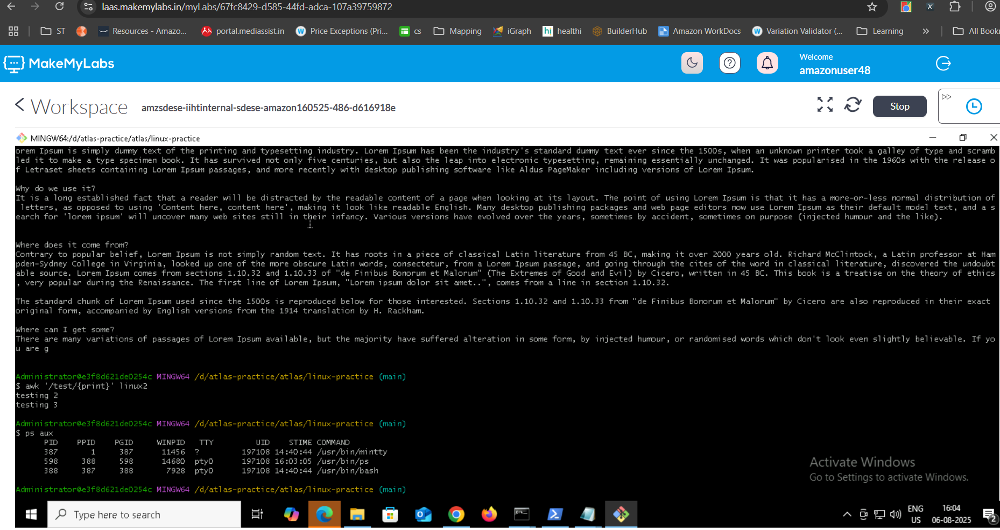 laas.makemylabs.in/myLabs/67fc8429-d585-44fd-adca-107a39759872
ST
Resources - Amazo...
portal.mediassist.in
Price Exceptions (Pri...
cs
Mapping
iGraph
hi healthi
BuilderHub
Amazon WorkDocs
Variation Validator (...
Learning
»
All Book
MakeMyLabs
Welcome
amazonuser48
Workspace
amzsdese-iihtinternal-sdese-amazon160525-486-d616918e
Stop
MINGW64:/d/atlas-practice/atlas/linux-practice
orem Ipsum is simply dummy text of the printing and typesetting industry. Lorem Ipsum has been the industry's standard dummy text ever since the 1500s, when an unknown printer took a galley of type and scramb
led it to make a type specimen book. It has survived not only five centuries, but also the leap into electronic typesetting, remaining essentially unchanged. It was popularised in the 1960s with the release o
f Letraset sheets containing Lorem Ipsum passages, and more recently with desktop publishing software like Aldus PageMaker including versions of Lorem Ipsum.
Why do we use it?
It is a long established fact that a reader will be distracted by the readable content of a page when looking at its layout. The point of using Lorem Ipsum is that it has a more-or-less normal distribution of
letters, as opposed to using 'Content here, content here', making it look like readable English. Many desktop publishing packages and web page editors now use Lorem Ipsum as their default model text, and a s
earch for 'lorem ipsum' will uncover many web sites still in their infancy. Various versions have evolved over the years, sometimes by accident, sometimes on purpose (injected humour and the like).
Where does it come from?
Contrary to popular belief, Lorem Ipsum is not simply random text. It has roots in a piece of classical Latin literature from 45 BC, making it over 2000 years old. Richard McClintock, a Latin professor at Ham
pden-Sydney College in Virginia, looked up one of the more obscure Latin words, consectetur, from a Lorem Ipsum passage, and going through the cites of the word in classical literature, discovered the undoubt
able source. Lorem Ipsum comes from sections 1.10.32 and 1.10.33 of "de Finibus Bonorum et Malorum" (The Extremes of Good and Evil) by Cicero, written in 45 BC. This book is a treatise on the theory of ethics
, very popular during the Renaissance. The first line of Lorem Ipsum, "Lorem ipsum dolor sit amet..", comes from a line in section 1.10.32.
The standard chunk of Lorem Ipsum used since the 1500s is reproduced below for those interested. Sections 1.10.32 and 1.10.33 from "de Finibus Bonorum et Malorum" by Cicero are also reproduced in their exact
original form, accompanied by English versions from the 1914 translation by H. Rackham.
Where can I get some?
There are many variations of passages of Lorem Ipsum available, but the majority have suffered alteration in some form, by injected humour, or randomised words which don't look even slightly believable. If yo
u are g
Administrator@e3f8d621de0254c MINGW64 /d/atlas-practice/atlas/linux-practice (main)
$ awk '/test/{print}' linux2
testing 2
testing 3
Administrator@e3f8d621de0254c MINGW64 /d/atlas-practice/atlas/linux-practice (main)
$ ps aux
PID PPID PGID WINPID TTY UID STIME COMMAND
387 1 387 11456 ? 197108 14:40:44 /usr/bin/mintty
598 388 598 14680 pty0 197108 16:03:05 /usr/bin/ps
388 387 388 7928 pty0 197108 14:40:44 /usr/bin/bash
Administrator@e3f8d621de0254c MINGW64 /d/atlas-practice/atlas/linux-practice (main)
Activate Windows
Go to Settings to activate Windows.
Type here to search
ENG
US
16:04
06-08-2025
2